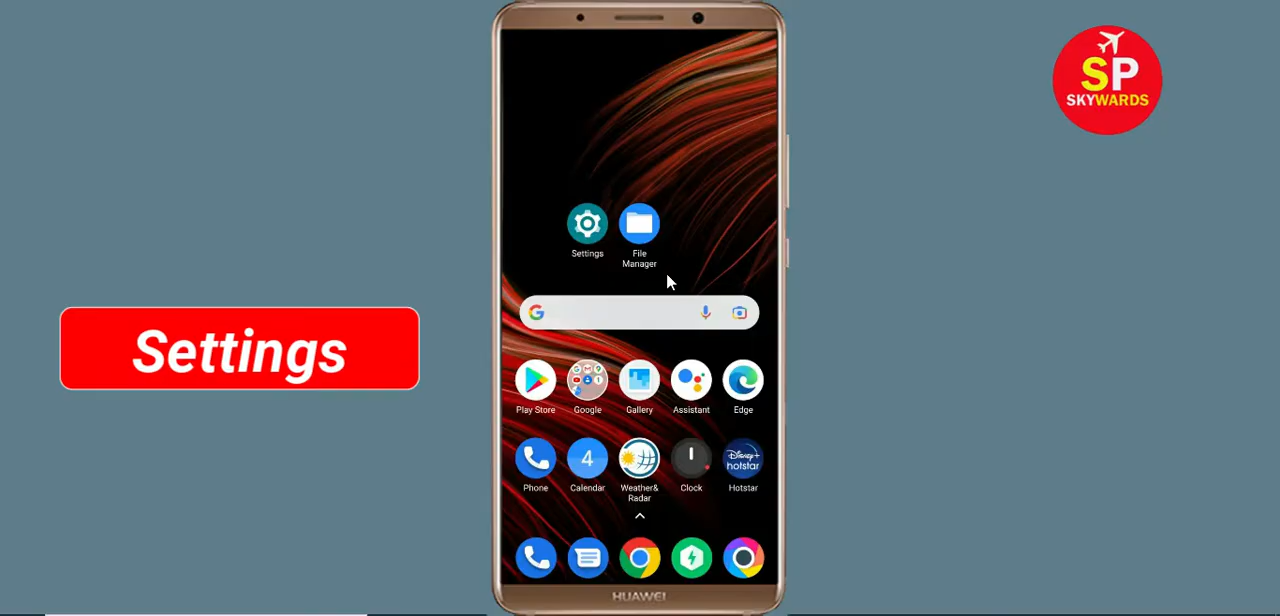 SP
SKYWARDS
Settings
Settings
File
Manager
Play Store
Google
Gallery
Assistant
Edge
Phone
4
Calendar
Weather&
Radar
Clock
Disney+
hotstar
Hotstar
HUAWEI